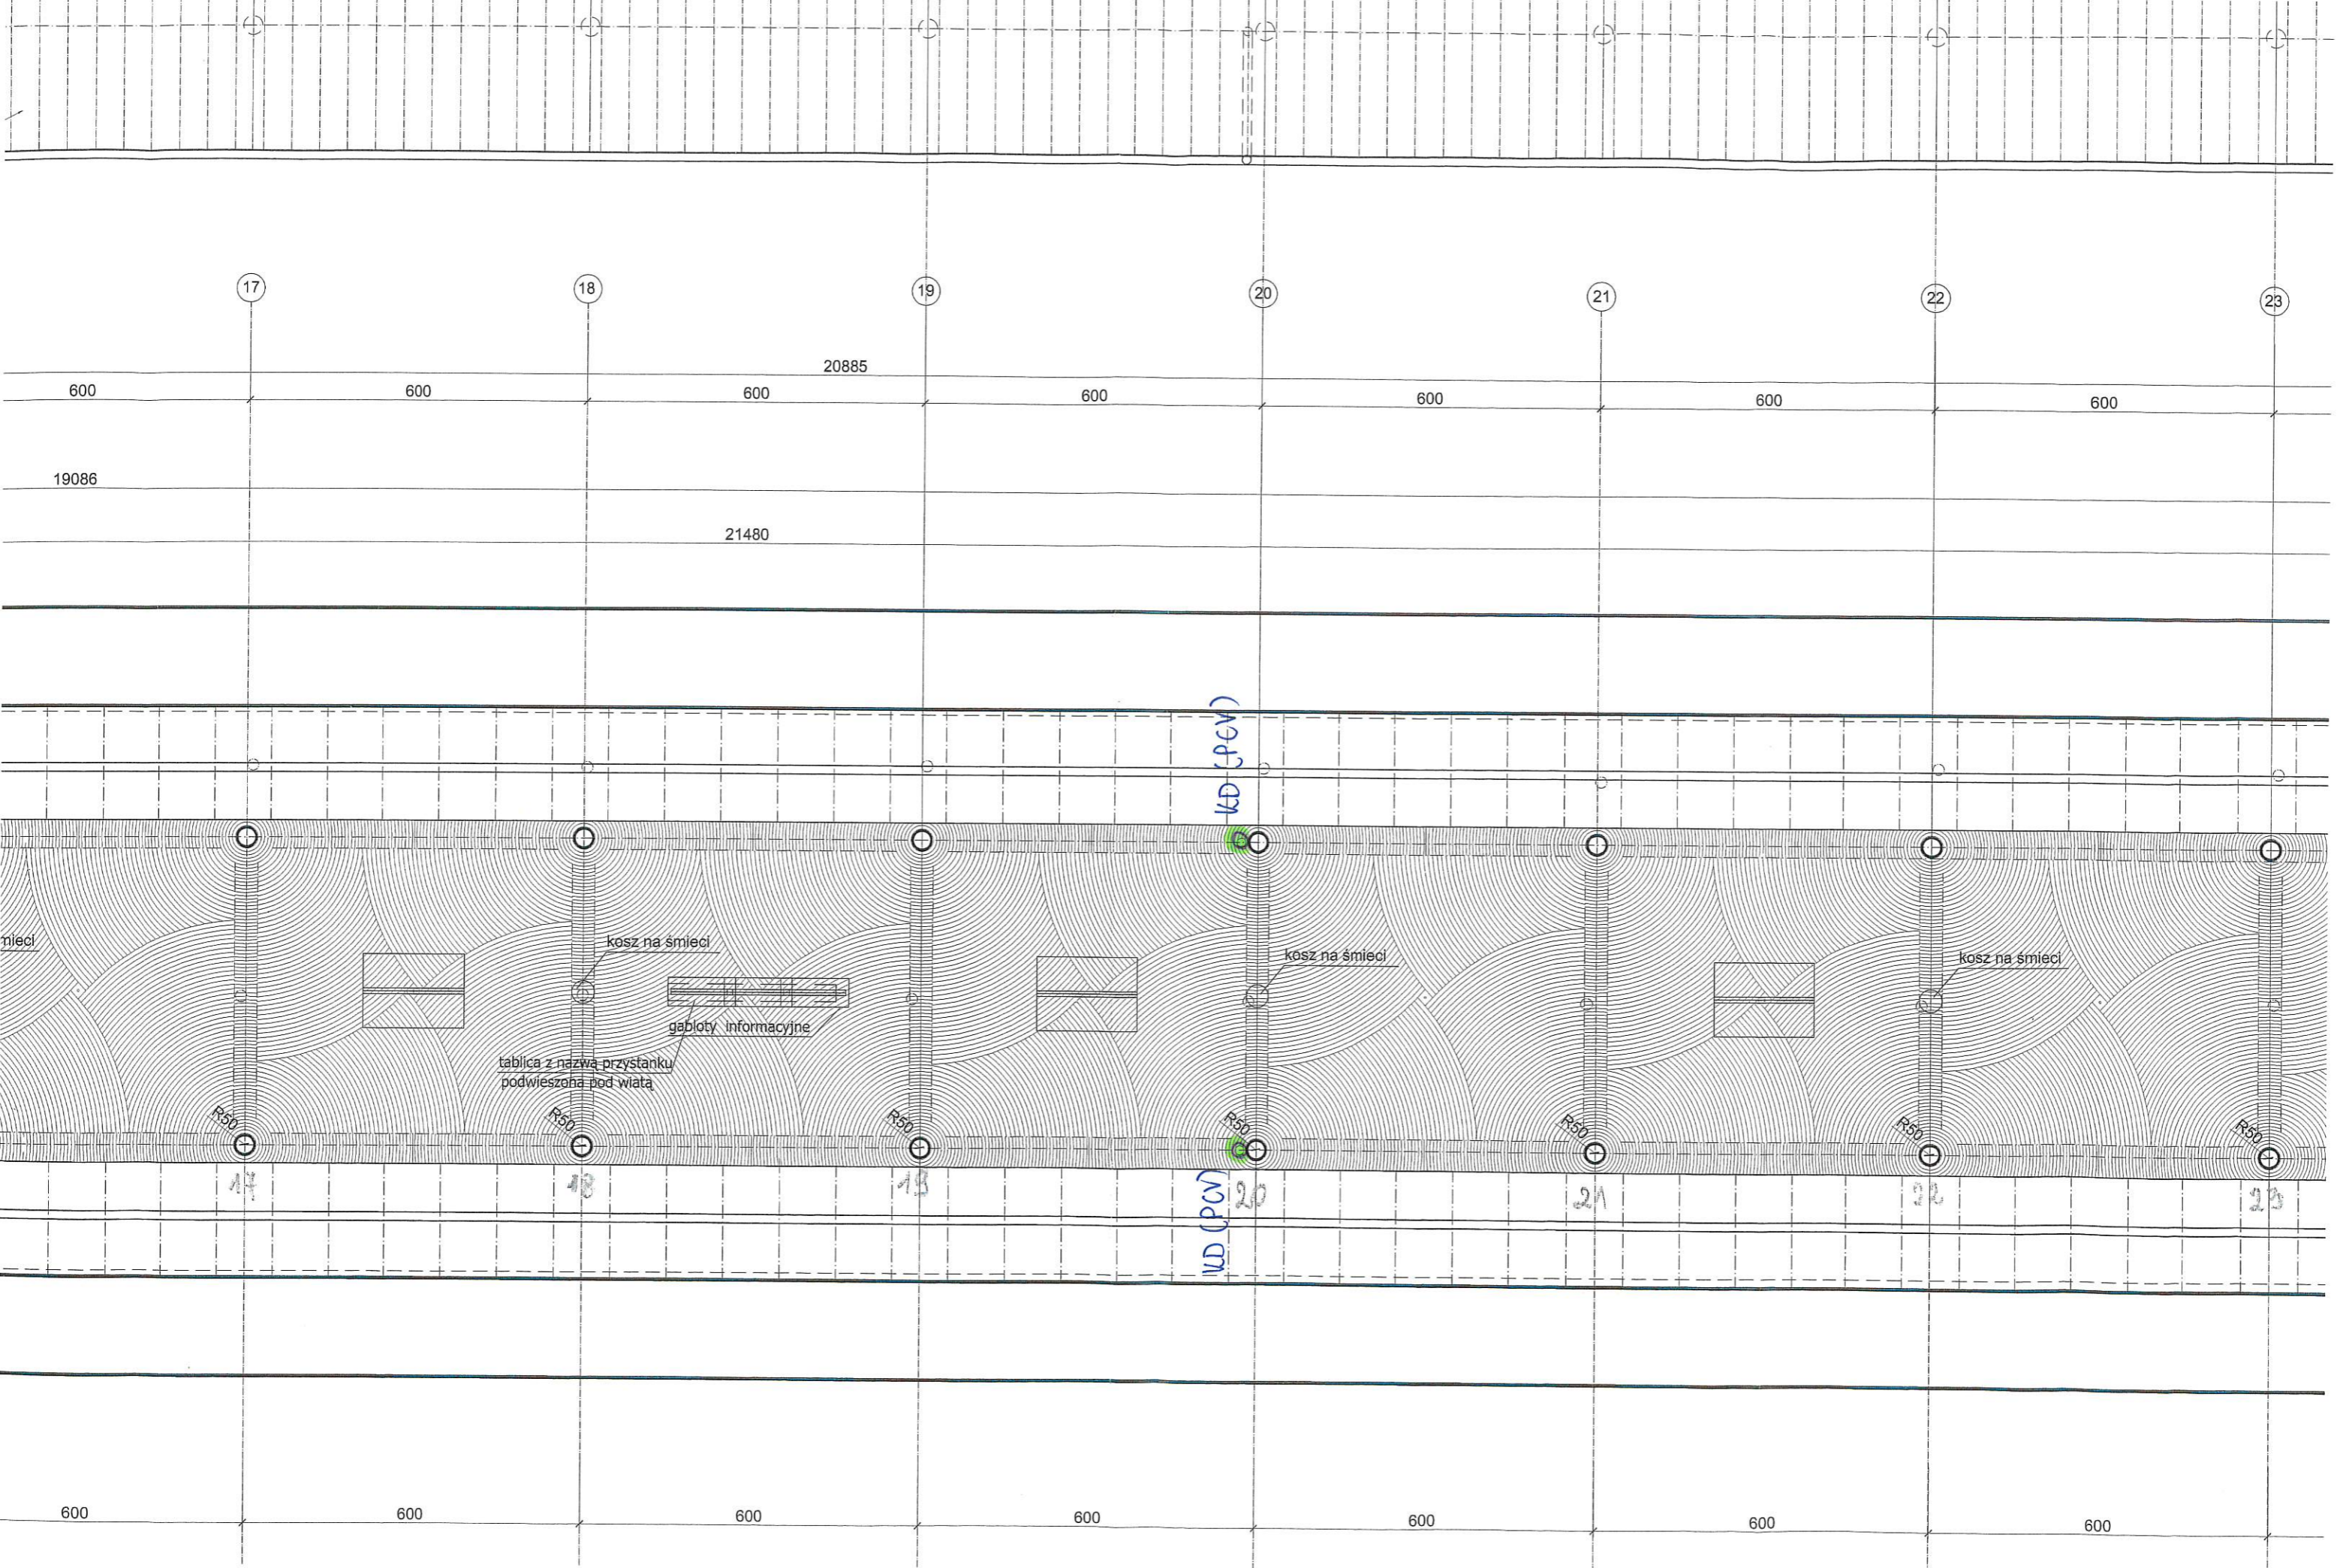 17 18 19 20 21 22 23
20885
600 600 600 600 600 600 600
19086
21480
KD (PCV)
mieci
kosz na śmieci
kosz na śmieci
kosz na śmieci
gabloty informacyjne
tablica z nazwą przystanku
podwieszona pod wiatą
R50 R50 R50 R50 R50 R50 R50
17 18 19 20 21 22 23
KD (PCV)
600 600 600 600 600 600 600